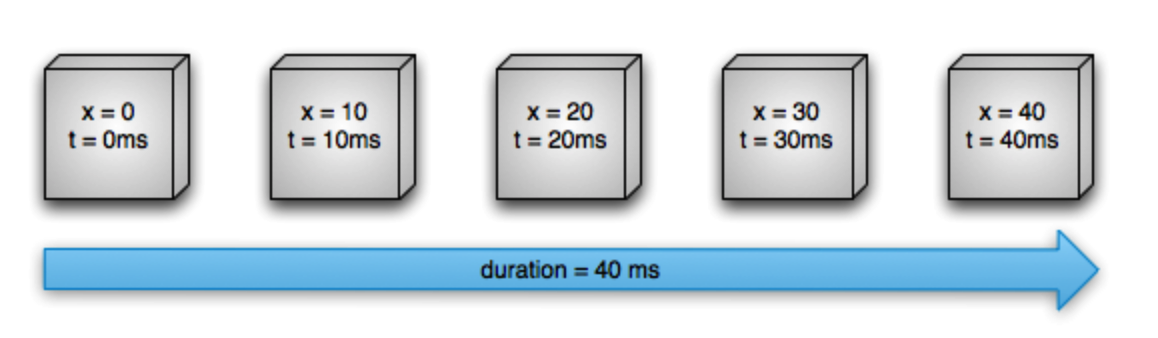 x = 0
t = 0ms
x = 10
t = 10ms
x = 20
t = 20ms
x = 30
t = 30ms
x = 40
t = 40ms
duration = 40 ms